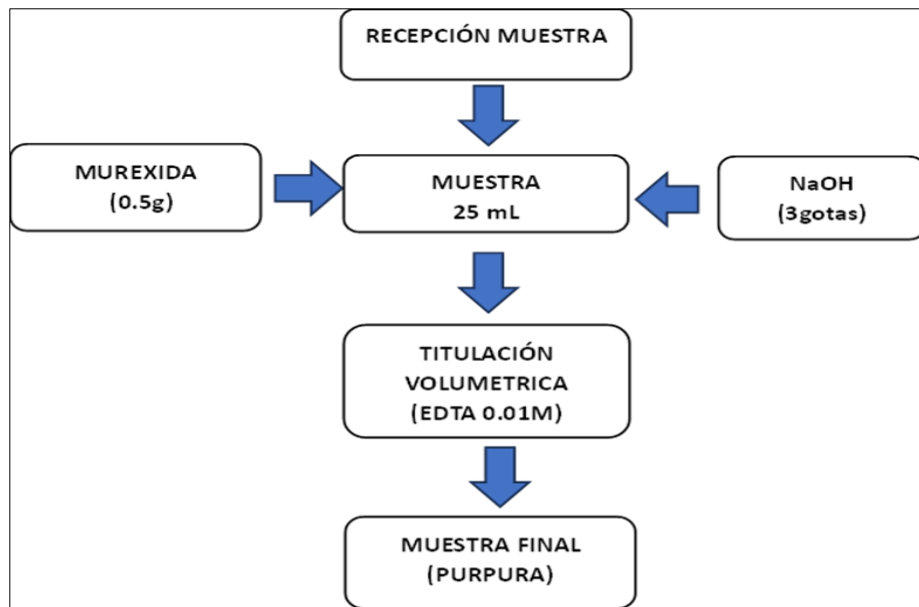 RECEPCIÓN MUESTRA
MUREXIDA
(0.5g)
MUESTRA
25 mL
NaOH
(3gotas)
TITULACIÓN
VOLUMETRICA
(EDTA 0.01M)
MUESTRA FINAL
(PURPURA)